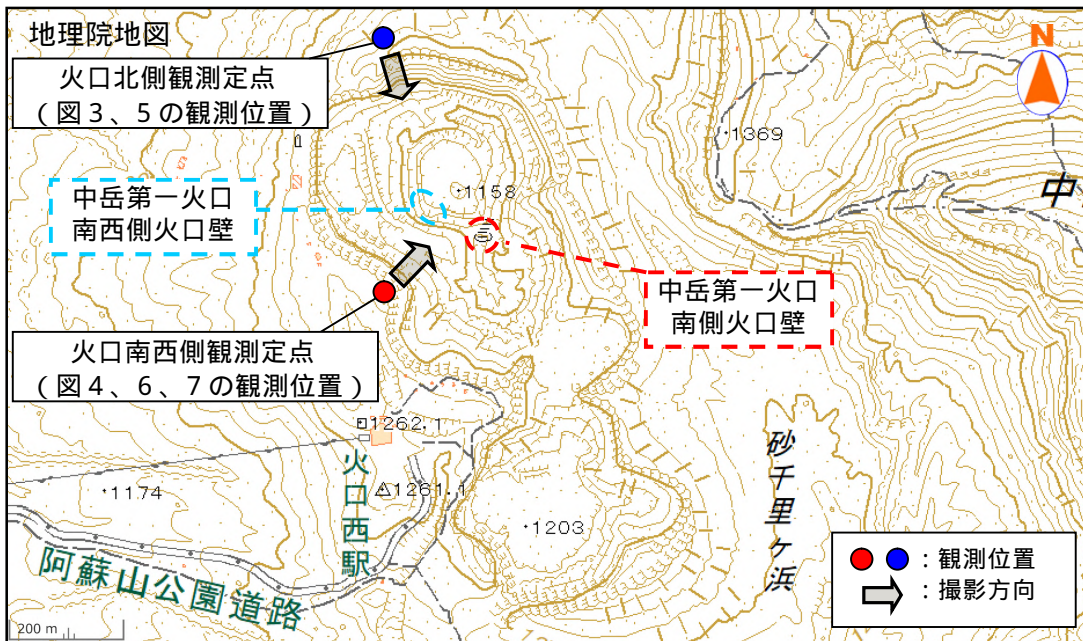 地理院地図
火口北側観測定点
（図３、５の観測位置）
N
1369
中岳第一火口
南西側火口壁
1158
中
中岳第一火口
南側火口壁
火口南西側観測定点
（図４、６、７の観測位置）
1262.1
火口西駅
1174
1261.1
砂千里ヶ浜
1203
阿蘇山公園道路
：観測位置
：撮影方向
200 m